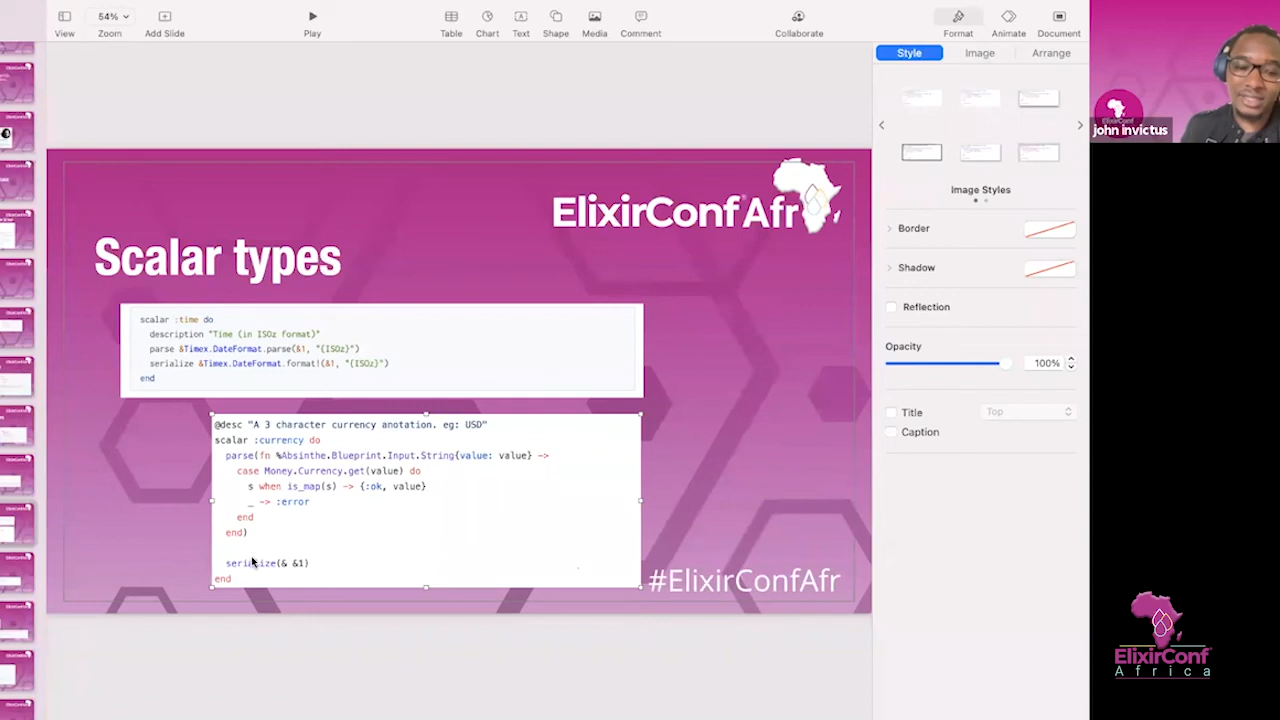 54%
View
Zoom
Add Slide
Play
Table
Chart
Text
Shape
Media
Comment
Collaborate
Format
Animate
Document
Style
Image
Arrange
john invictus
Image Styles
Border
Shadow
Reflection
Opacity
100%
Title
Top
Caption
ElixirConf Afr
Scalar types
scalar :time do
description "Time (in ISOz format)"
parse &Timex.DateFormat.parse(&1, "{ISOz}")
serialize &Timex.DateFormat.format!(&1, "{ISOz}")
end
@desc "A 3 character currency anotation. eg: USD"
scalar :currency do
parse(fn %Absinthe.Blueprint.Input.String{value: value} ->
case Money.Currency.get(value) do
s when is_map(s) -> {:ok, value}
_ -> :error
end
end)
serialize(& &1)
end
#ElixirConfAfr
ElixirConf
Africa